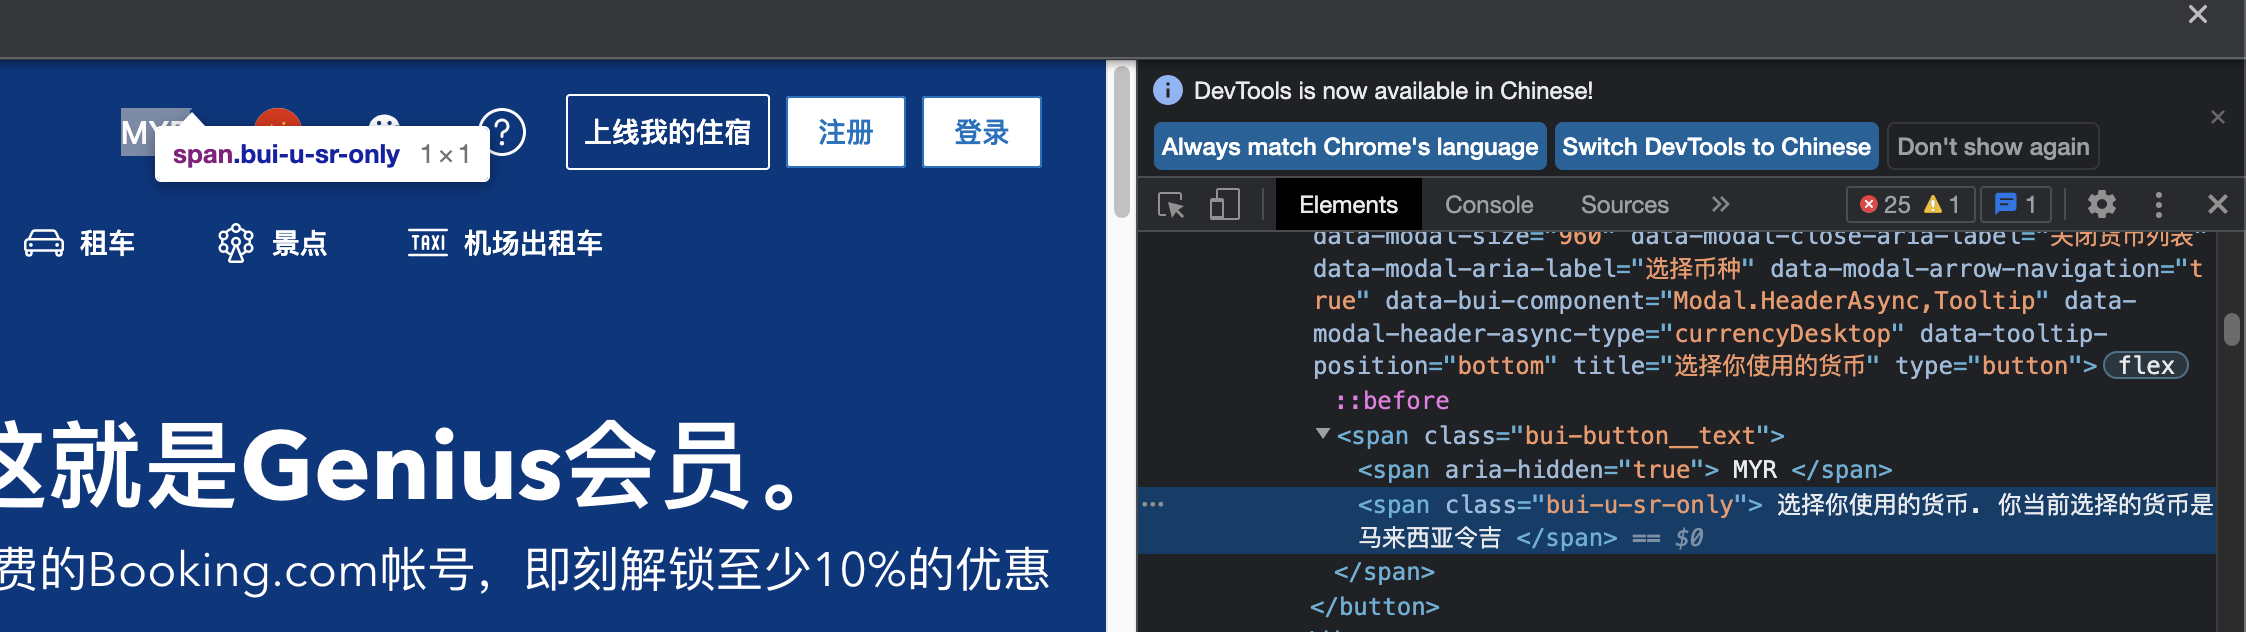 MY
span.bui-u-sr-only 1×1
上线我的住宿
注册
登录
租车
景点
TAXI 机场出租车
这就是Genius会员。
费的Booking.com帐号，即刻解锁至少10%的优惠
DevTools is now available in Chinese!
Always match Chrome's language
Switch DevTools to Chinese
Don't show again
Elements
Console
Sources
25
1
1
data-modal-size="960" data-modal-close-aria-label="关闭货币列表"
data-modal-aria-label="选择币种" data-modal-arrow-navigation="t
rue" data-bui-component="Modal.HeaderAsync,Tooltip" data-
modal-header-async-type="currencyDesktop" data-tooltip-
position="bottom" title="选择你使用的货币" type="button"> flex
::before
<span class="bui-button__text">
<span aria-hidden="true"> MYR </span>
<span class="bui-u-sr-only"> 选择你使用的货币. 你当前选择的货币是
马来西亚令吉 </span> == $0
</span>
</button>